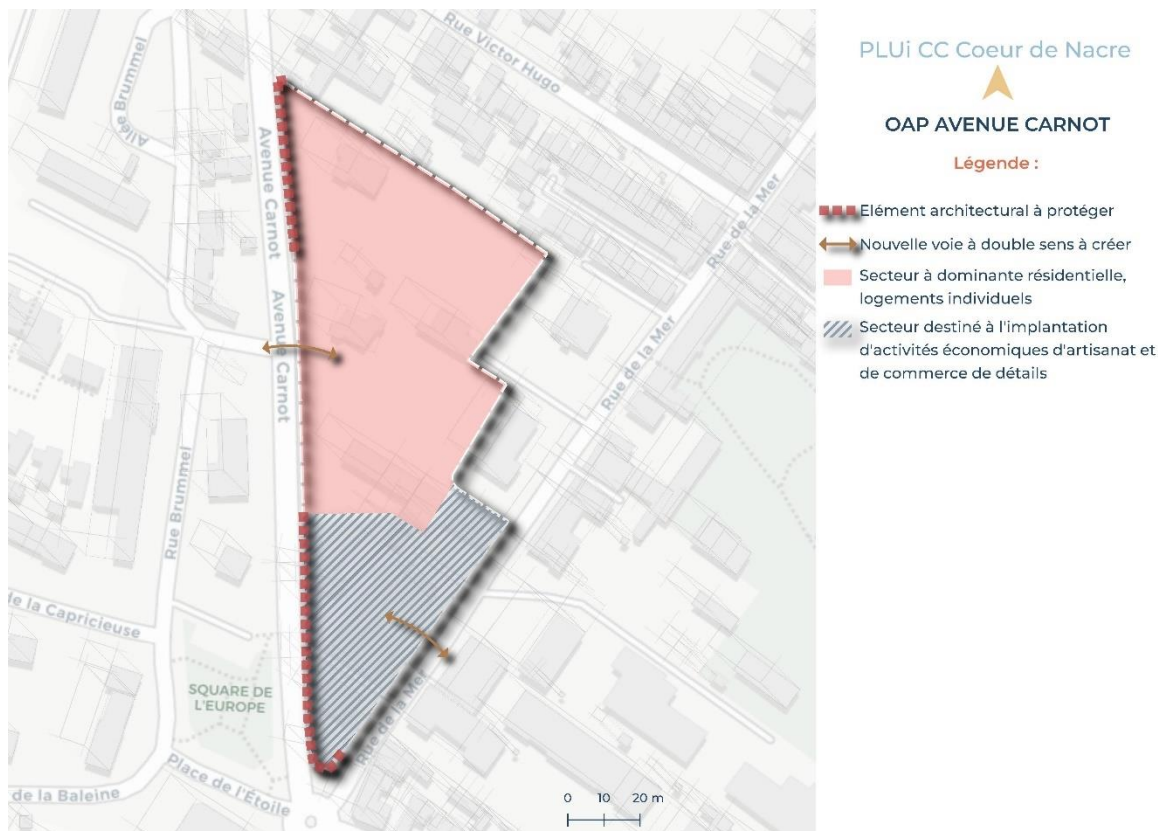 Rue Victor Hugo
Allée Brummel
Avenue Carnot
Rue de la Mer
Avenue Carnot
Rue de la Mer
Rue Brummel
de la Capricieuse
SQUARE DE
L'EUROPE
Rue de la Mer
Place de l'Étoile
de la Baleine
0 10 20 m
PLUi CC Coeur de Nacre
OAP AVENUE CARNOT
Légende :
Elément architectural à protéger
Nouvelle voie à double sens à créer
Secteur à dominante résidentielle,
logements individuels
Secteur destiné à l'implantation
d'activités économiques d'artisanat et
de commerce de détails